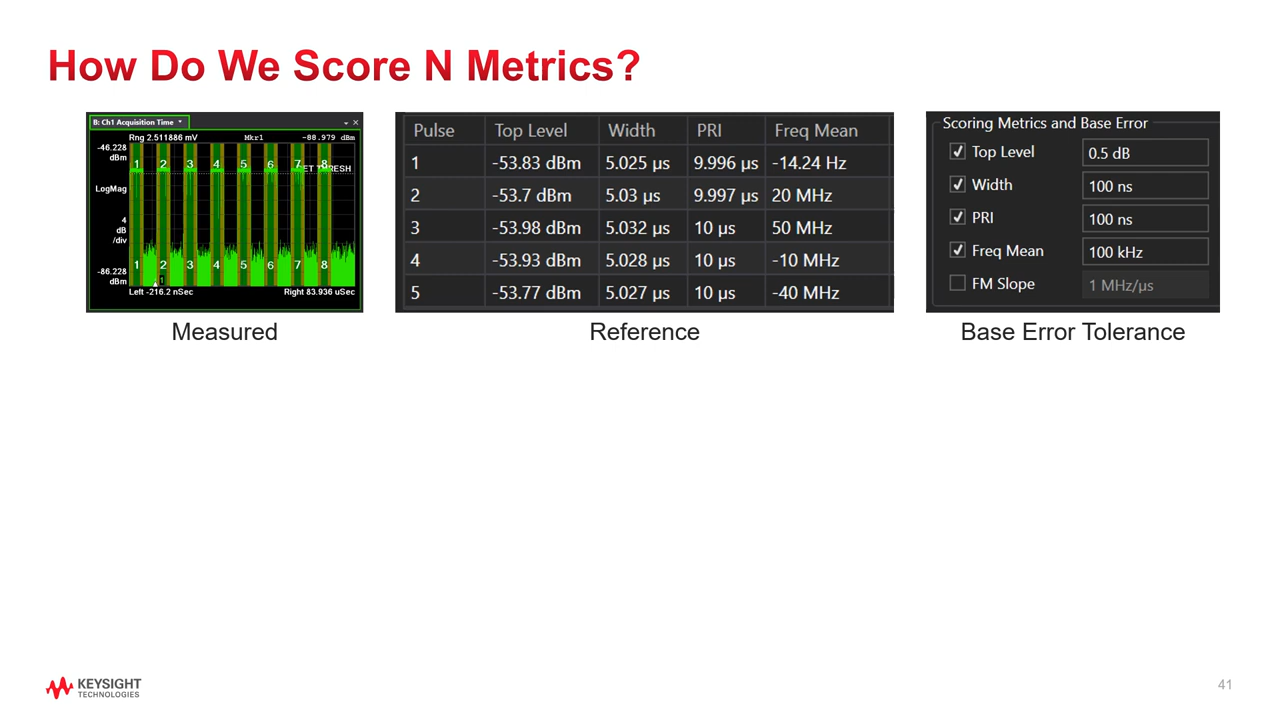 How Do We Score N Metrics?
B: Ch1 Acquisition Time
Rng 2.511886 mV Mkr1 -88.979 dBm
-46.228
dBm
1 2 3 4 5 6 7 8
LogMag
4
dB
/div
-86.228
dBm
1 2 3 4 5 6 7 8
1
Left -216.2 nSec Right 83.936 uSec
Measured
Pulse Top Level Width PRI Freq Mean
1 -53.83 dBm 5.025 µs 9.996 µs -14.24 Hz
2 -53.7 dBm 5.03 µs 9.997 µs 20 MHz
3 -53.98 dBm 5.032 µs 10 µs 50 MHz
4 -53.93 dBm 5.028 µs 10 µs -10 MHz
5 -53.77 dBm 5.027 µs 10 µs -40 MHz
Reference
Scoring Metrics and Base Error
Top Level 0.5 dB
Width 100 ns
PRI 100 ns
Freq Mean 100 kHz
FM Slope 1 MHz/µs
Base Error Tolerance
KEYSIGHT
TECHNOLOGIES
41